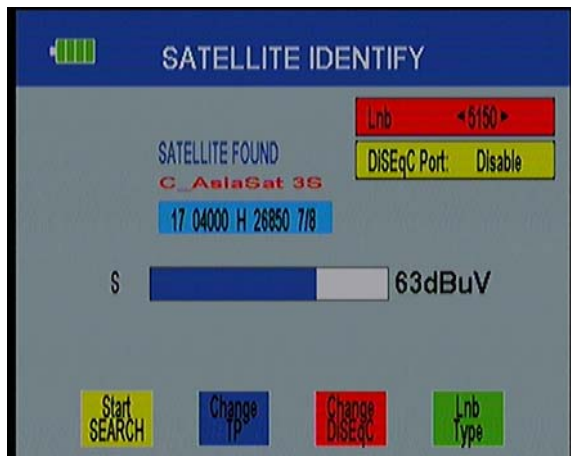 SATELLITE IDENTIFY
Lnb ◄5150►
DiSEqC Port: Disable
SATELLITE FOUND
C_AsiaSat 3S
17 04000 H 26850 7/8
S 63dBuV
Start SEARCH
Change TP
Change DiSEqC
Lnb Type